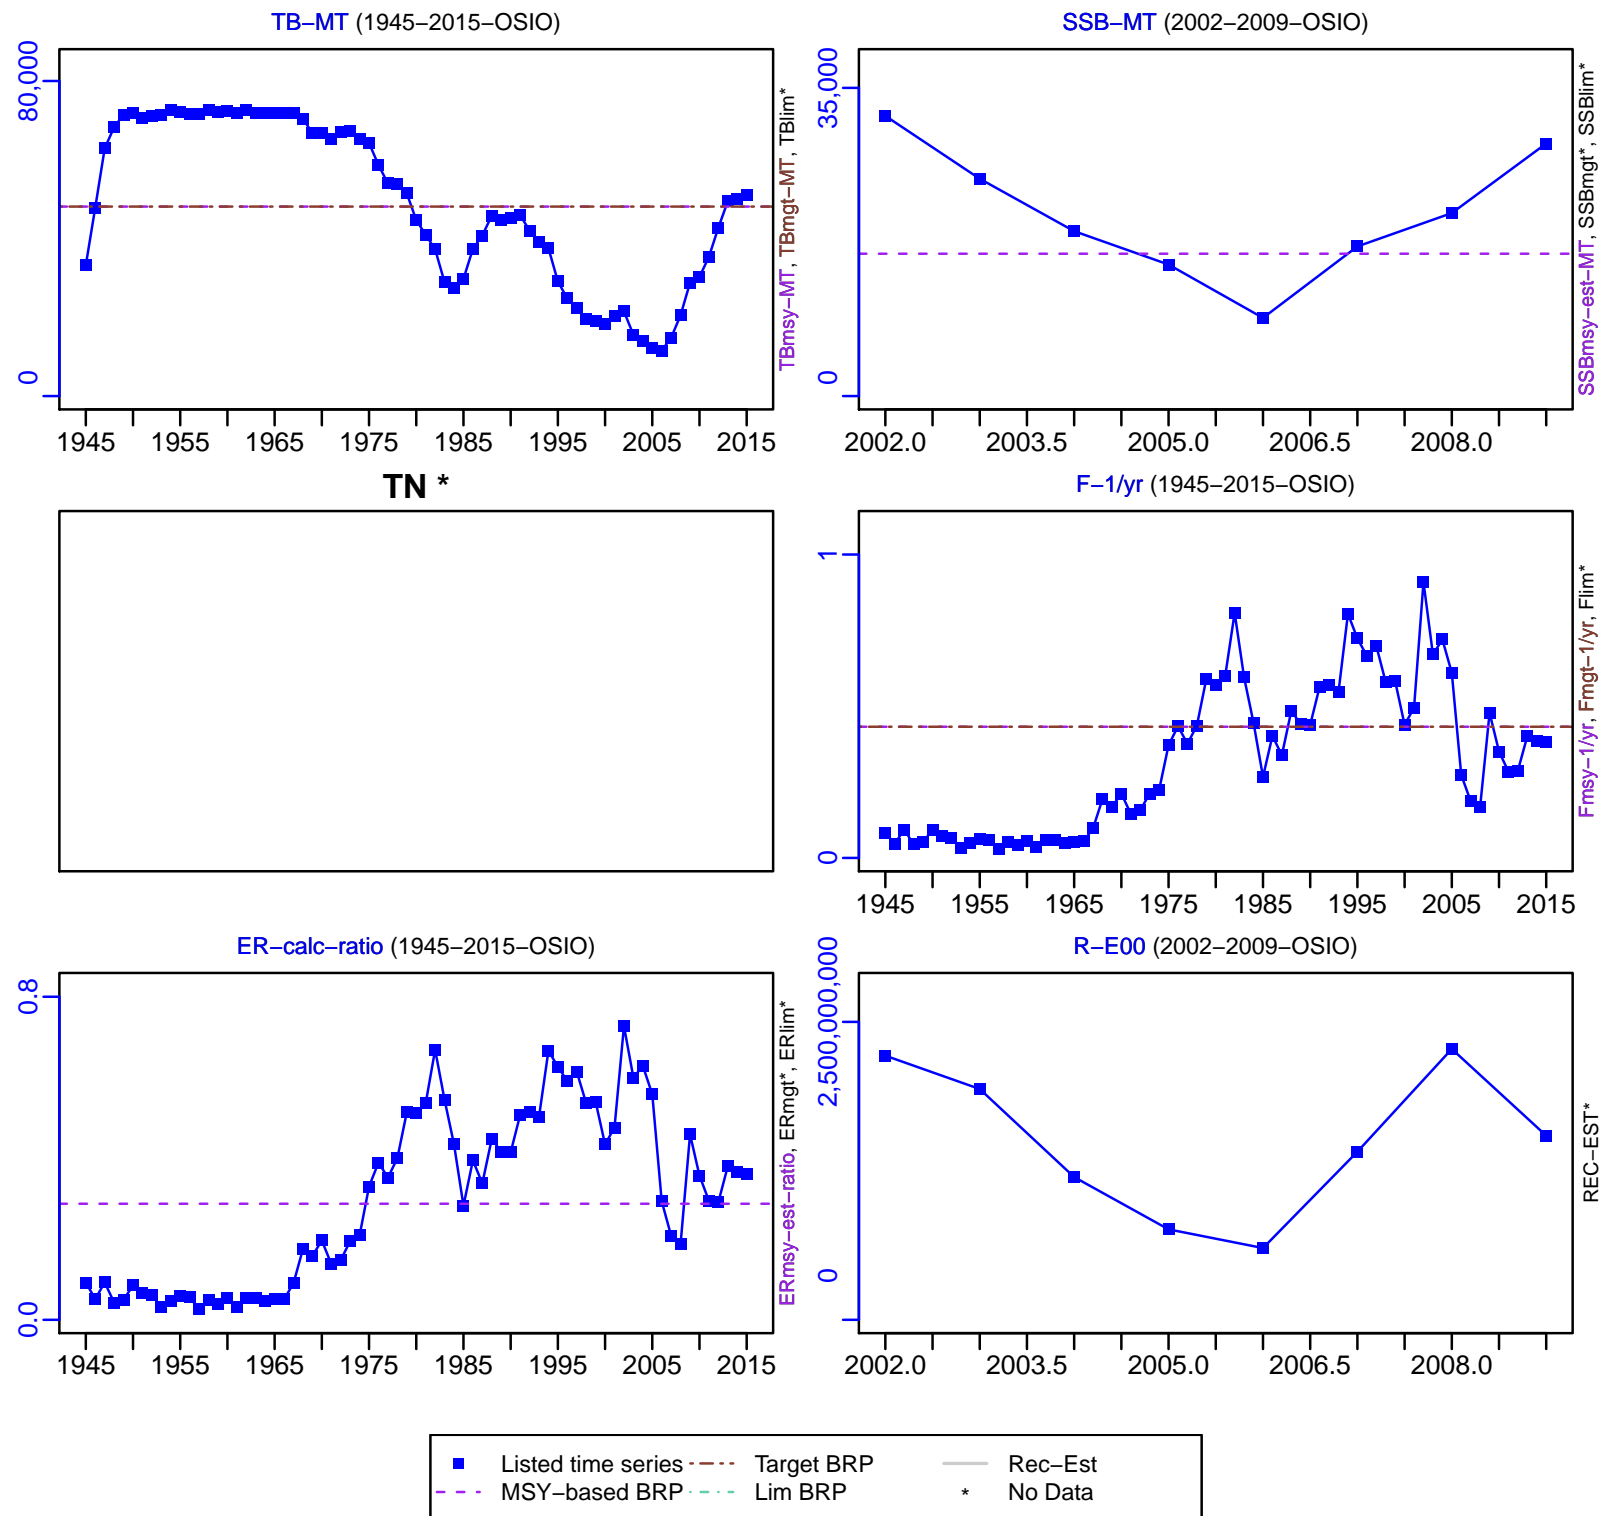 TB−MT (1945−2015−OSIO)
80,000
0
TBmsy−MT, TBmgt−MT, TBlim*
1945 1955 1965 1975 1985 1995 2005 2015
SSB−MT (2002−2009−OSIO)
35,000
0
SSBmsy−est−MT, SSBmgt*, SSBlim*
2002.0 2003.5 2005.0 2006.5 2008.0
TN *
F−1/yr (1945−2015−OSIO)
1
0
Fmsy−1/yr, Fmgt−1/yr, Flim*
1945 1955 1965 1975 1985 1995 2005 2015
ER−calc−ratio (1945−2015−OSIO)
0.8
0.0
ERmsy−est−ratio, ERmgt*, ERlim*
1945 1955 1965 1975 1985 1995 2005 2015
R−E00 (2002−2009−OSIO)
2,500,000,000
0
REC−EST*
2002.0 2003.5 2005.0 2006.5 2008.0
Listed time series Target BRP Rec−Est
MSY−based BRP Lim BRP * No Data